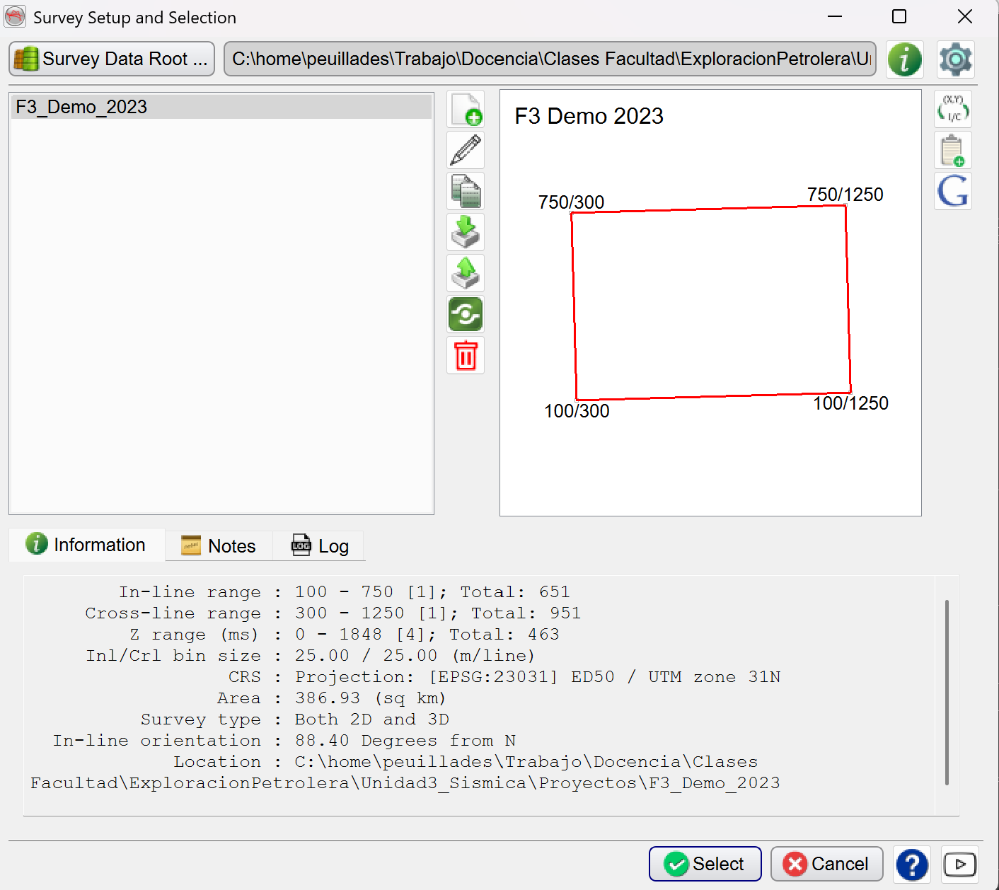 Survey Setup and Selection
Survey Data Root ...
C:\home\peuillades\Trabajo\Docencia\Clases Facultad\ExploracionPetrolera\U
F3_Demo_2023
F3 Demo 2023
(X,Y)
I/C
G
750/300
750/1250
100/300
100/1250
Information
Notes
LOG
Log
In-line range : 100 - 750 [1]; Total: 651
Cross-line range : 300 - 1250 [1]; Total: 951
Z range (ms) : 0 - 1848 [4]; Total: 463
Inl/Crl bin size : 25.00 / 25.00 (m/line)
CRS : Projection: [EPSG:23031] ED50 / UTM zone 31N
Area : 386.93 (sq km)
Survey type : Both 2D and 3D
In-line orientation : 88.40 Degrees from N
Location : C:\home\peuillades\Trabajo\Docencia\Clases
Facultad\ExploracionPetrolera\Unidad3_Sismica\Proyectos\F3_Demo_2023
Select
Cancel
?